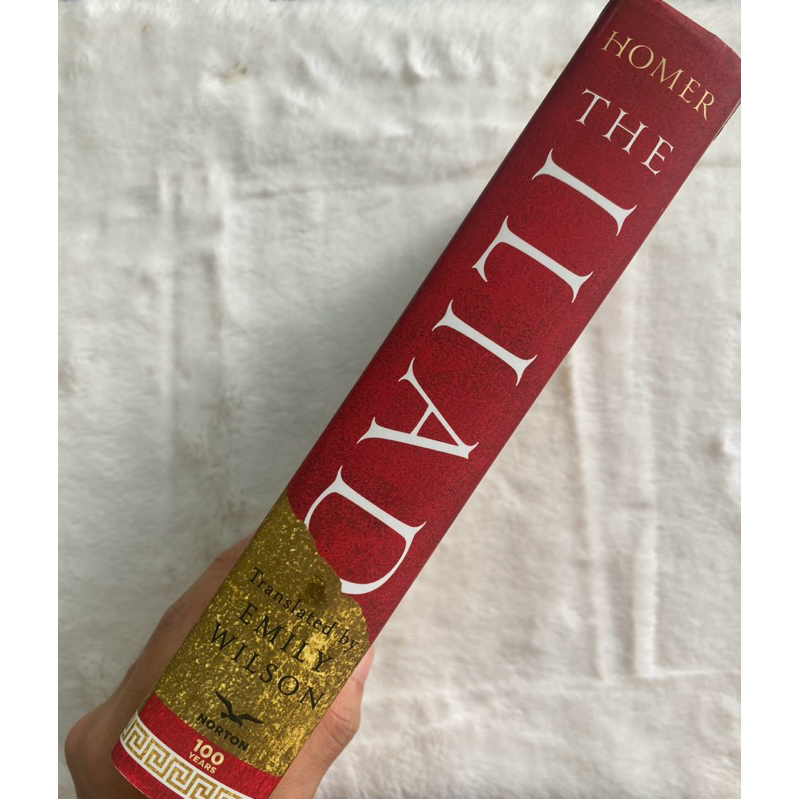 HOMER
THE
ILIAD
Translated by
EMILY
WILSON
NORTON
100
YEARS